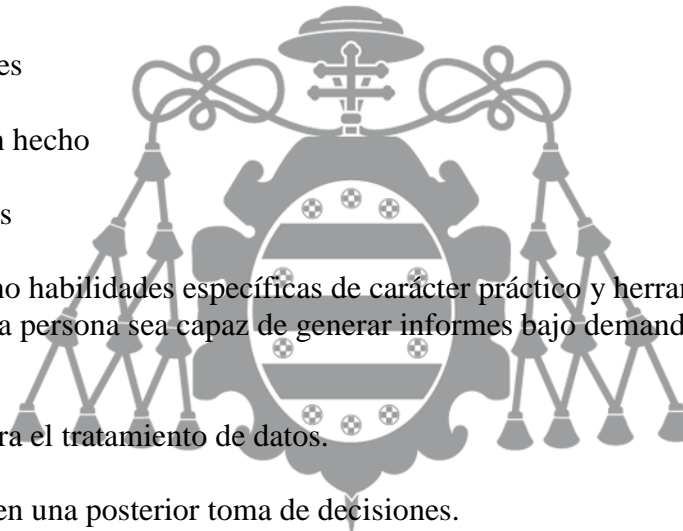 es
n hecho
s
no habilidades específicas de carácter práctico y herrar
a persona sea capaz de generar informes bajo demand
ra el tratamiento de datos.
en una posterior toma de decisiones.